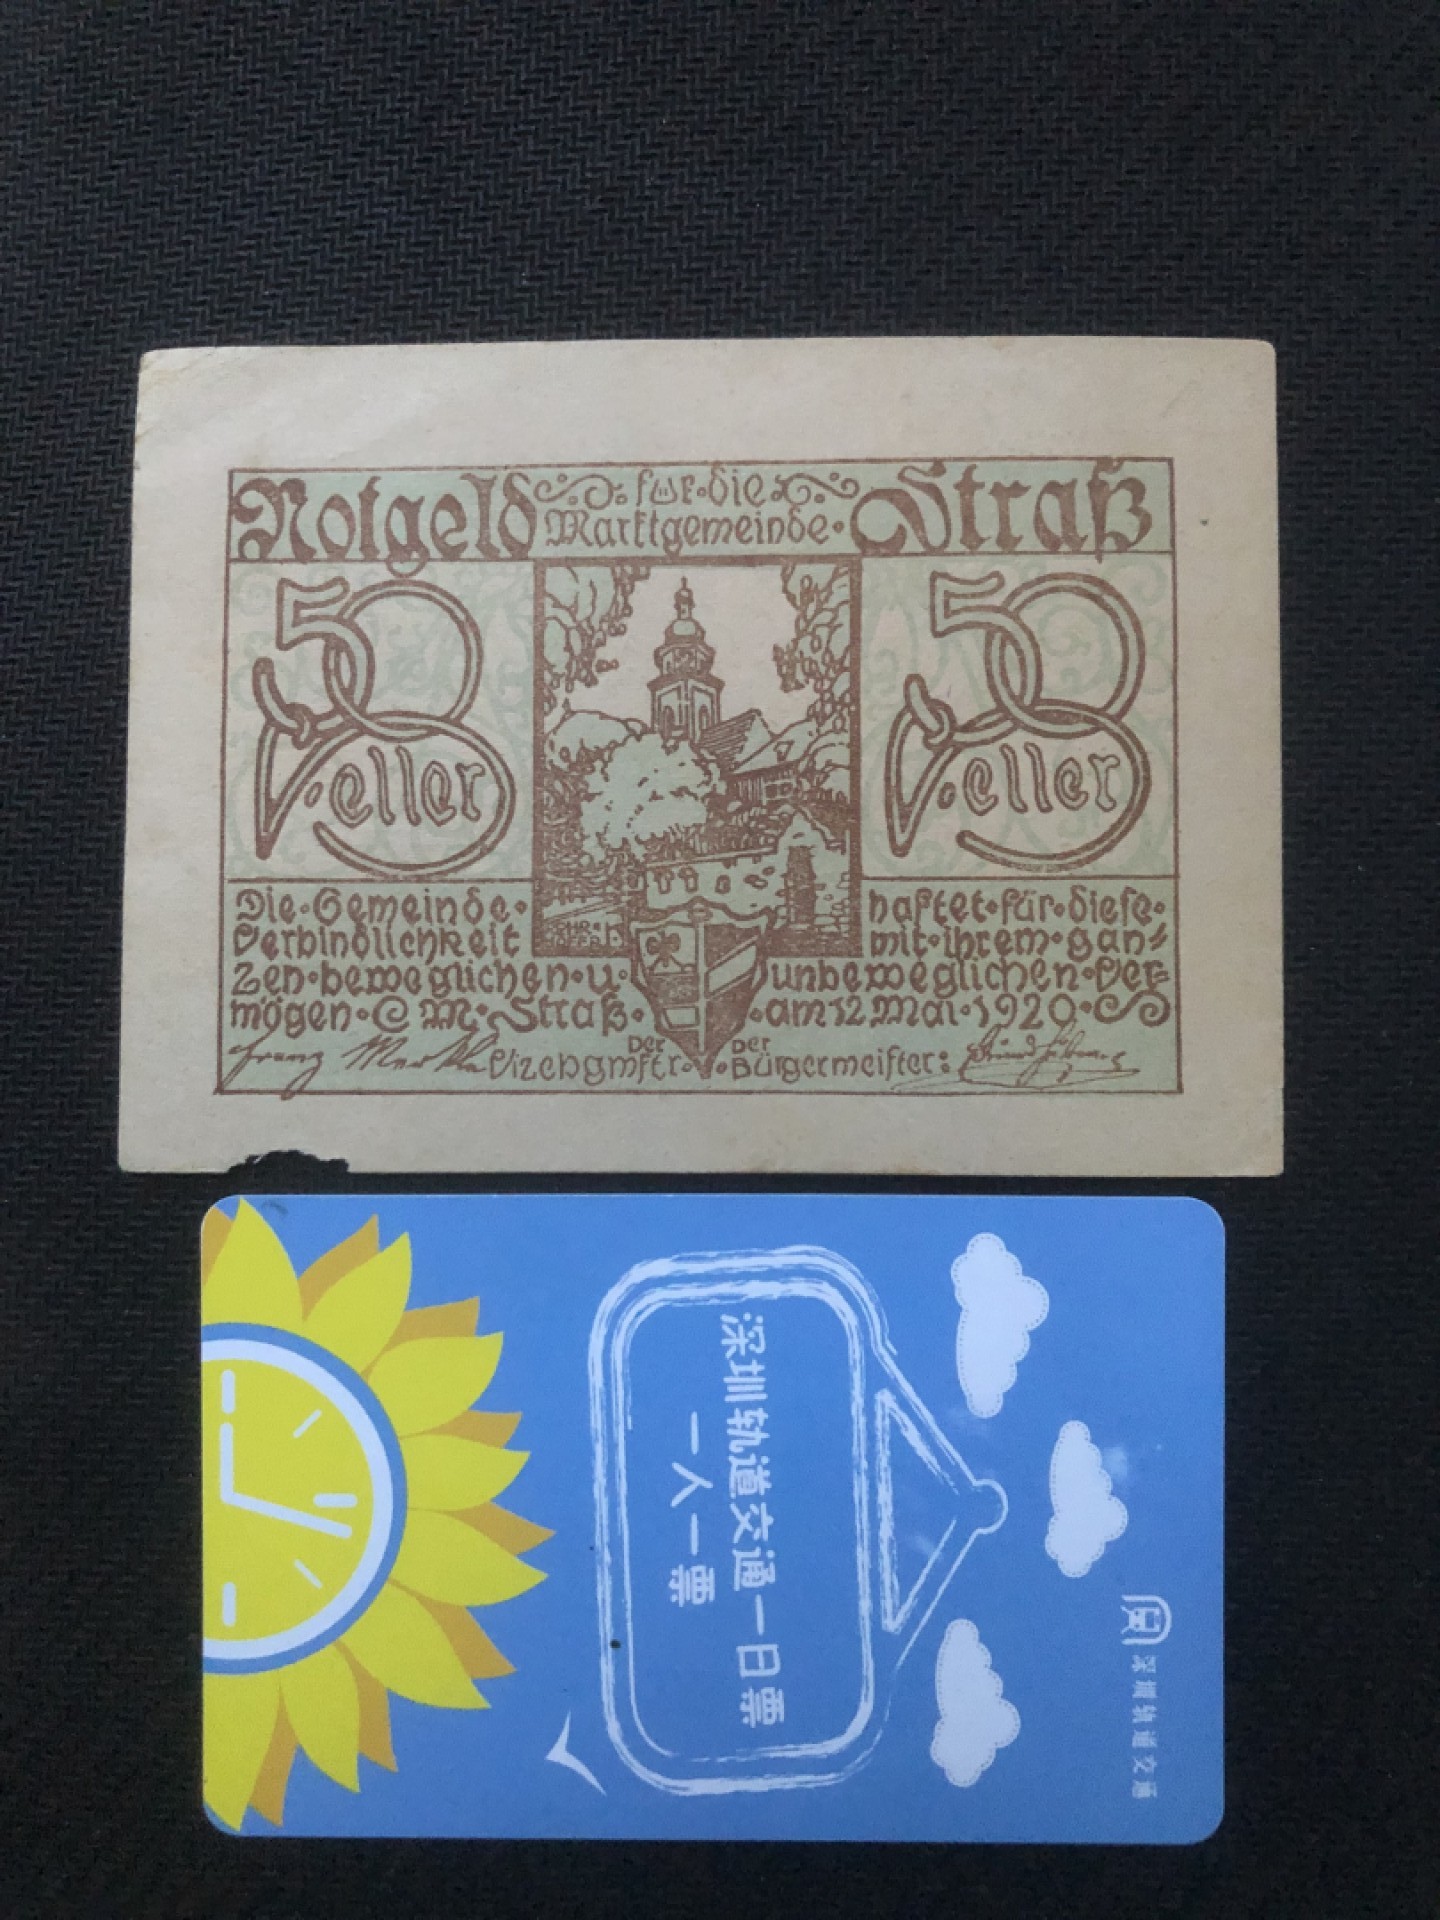 Notgeld für·die Straß
Marktgemeinde·
50 Heller
50 Heller
Die·Gemeinde· haftet·für·diese·
Verbindlichkeit mit·ihrem·gan=
zen·beweglichen·u· unbeweglichen·Ver=
mögen· M·Straß· ·am 12 Mai·1920·
Der Der
Vizebgmstr· Bürgermeister:
深圳轨道交通一日票
一人一票
深圳轨道交通